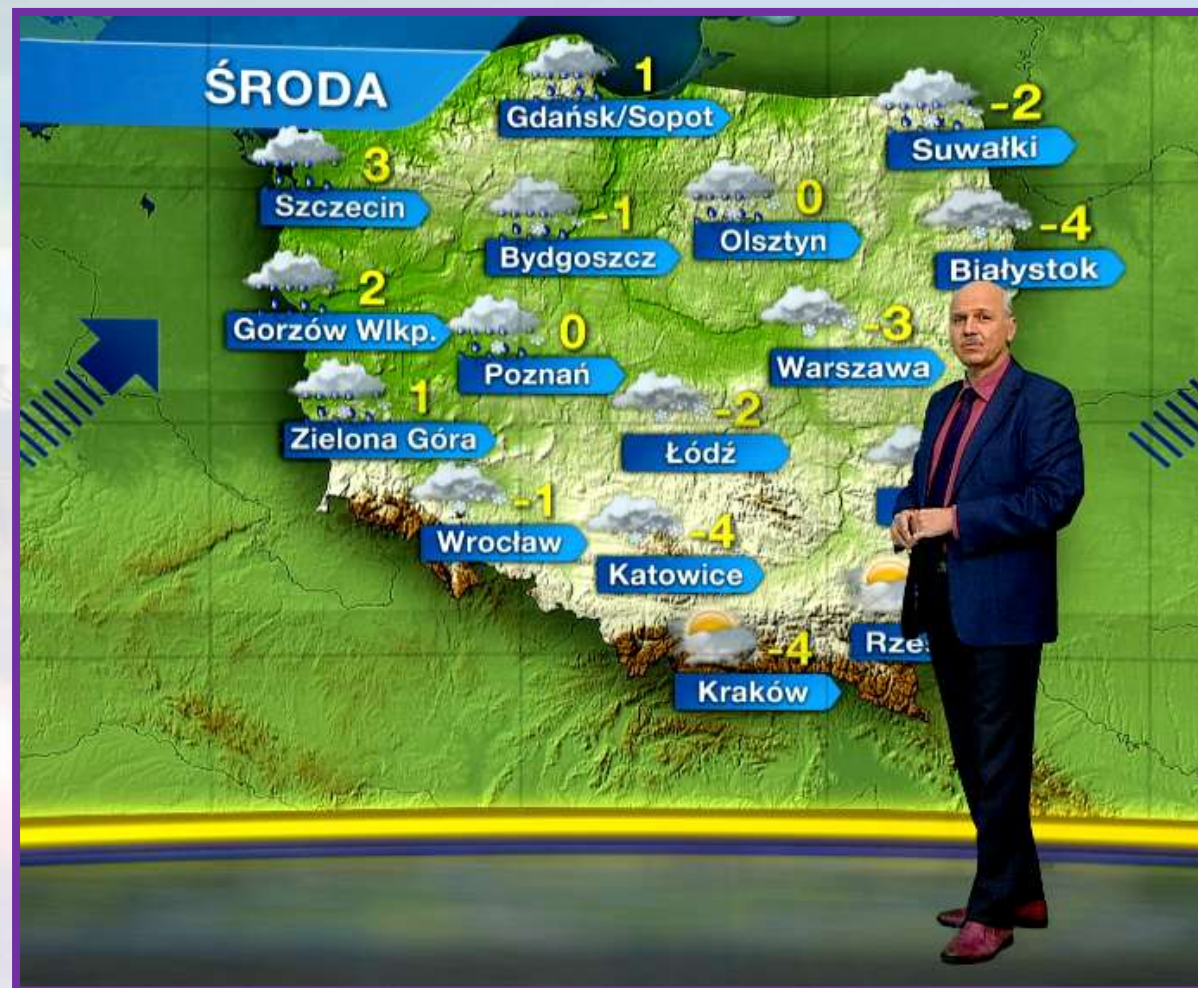 ŚRODA
1
Gdańsk/Sopot
-2
Suwałki
3
Szczecin
-1
Bydgoszcz
0
Olsztyn
-4
Białystok
2
Gorzów Wlkp.
0
Poznań
-3
Warszawa
1
Zielona Góra
-2
Łódź
-1
Wrocław
-4
Katowice
-4
Kraków